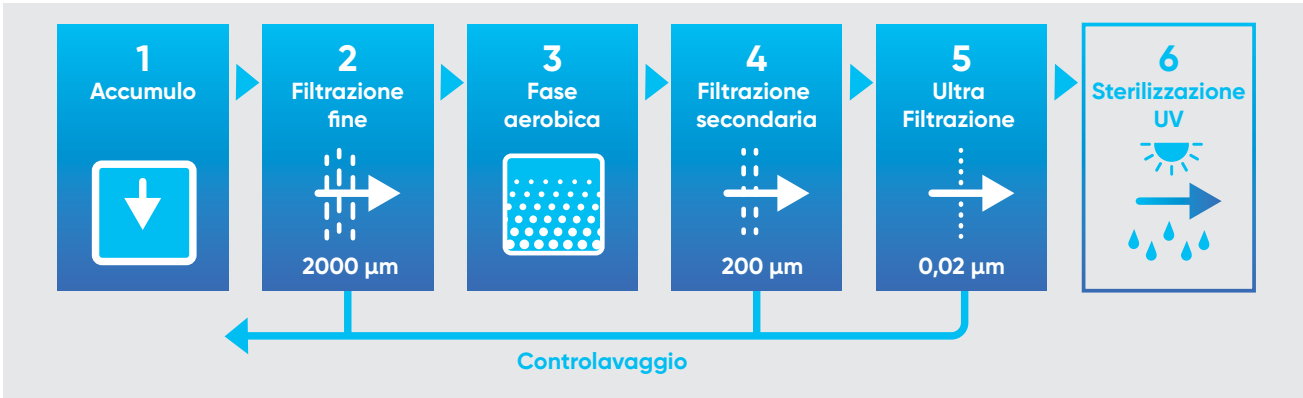 1
Accumulo
2
Filtrazione
fine
2000 µm
3
Fase
aerobica
4
Filtrazione
secondaria
200 µm
5
Ultra
Filtrazione
0,02 µm
6
Sterilizzazione
UV
Controlavaggio